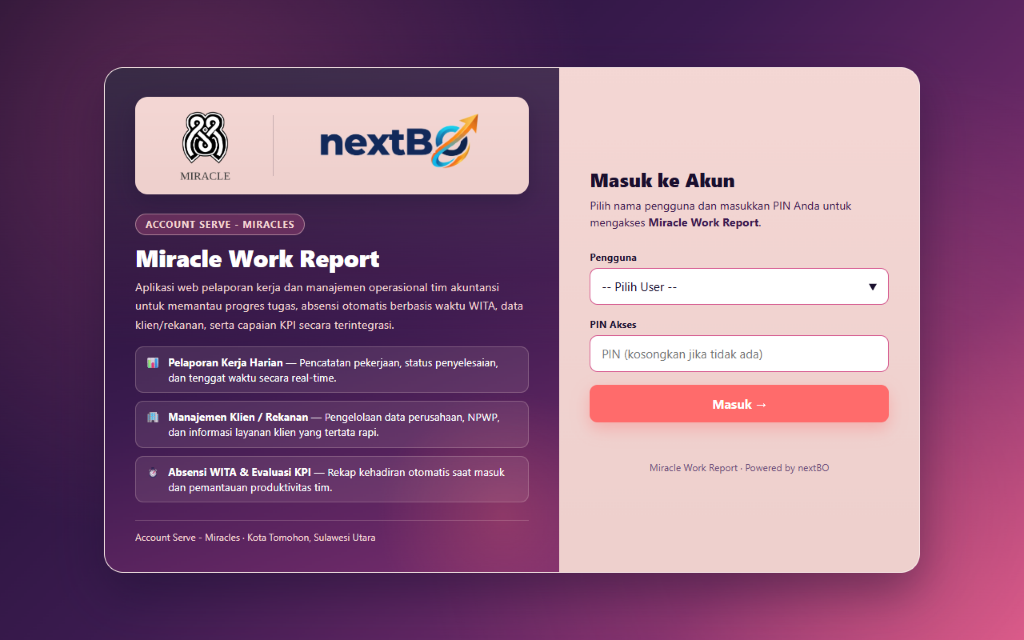 MIRACLE
nextBO
ACCOUNT SERVE - MIRACLES
Miracle Work Report
Aplikasi web pelaporan kerja dan manajemen operasional tim akuntansi
untuk memantau progres tugas, absensi otomatis berbasis waktu WITA, data
klien/rekanan, serta capaian KPI secara terintegrasi.
Pelaporan Kerja Harian — Pencatatan pekerjaan, status penyelesaian,
dan tenggat waktu secara real-time.
Manajemen Klien / Rekanan — Pengelolaan data perusahaan, NPWP,
dan informasi layanan klien yang tertata rapi.
Absensi WITA & Evaluasi KPI — Rekap kehadiran otomatis saat masuk
dan pemantauan produktivitas tim.
Account Serve - Miracles · Kota Tomohon, Sulawesi Utara
Masuk ke Akun
Pilih nama pengguna dan masukkan PIN Anda untuk
mengakses Miracle Work Report.
Pengguna
-- Pilih User --
PIN Akses
PIN (kosongkan jika tidak ada)
Masuk →
Miracle Work Report · Powered by nextBO